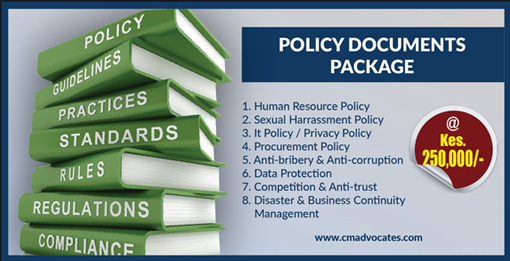 POLICY
GUIDELINES
PRACTICES
STANDARDS
RULES
REGULATIONS
COMPLIANCE
POLICY DOCUMENTS
PACKAGE
1. Human Resource Policy
2. Sexual Harrassment Policy
3. It Policy / Privacy Policy
4. Procurement Policy
5. Anti-bribery & Anti-corruption
6. Data Protection
7. Competition & Anti-trust
8. Disaster & Business Continuity
Management
@
Kes.
250,000/-
www.cmadvocates.com